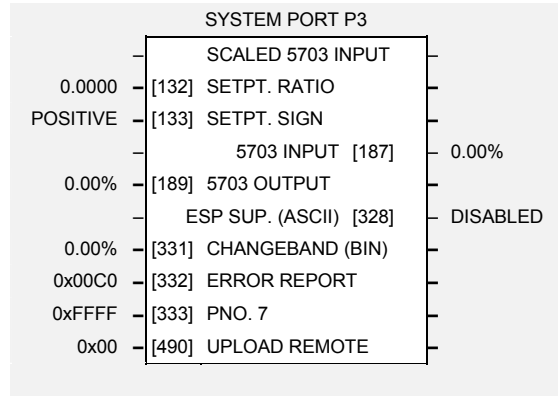 SYSTEM PORT P3
SCALED 5703 INPUT
0.0000 [132] SETPT. RATIO
POSITIVE [133] SETPT. SIGN
5703 INPUT [187] 0.00%
0.00% [189] 5703 OUTPUT
ESP SUP. (ASCII) [328] DISABLED
0.00% [331] CHANGEBAND (BIN)
0x00C0 [332] ERROR REPORT
0xFFFF [333] PNO. 7
0x00 [490] UPLOAD REMOTE